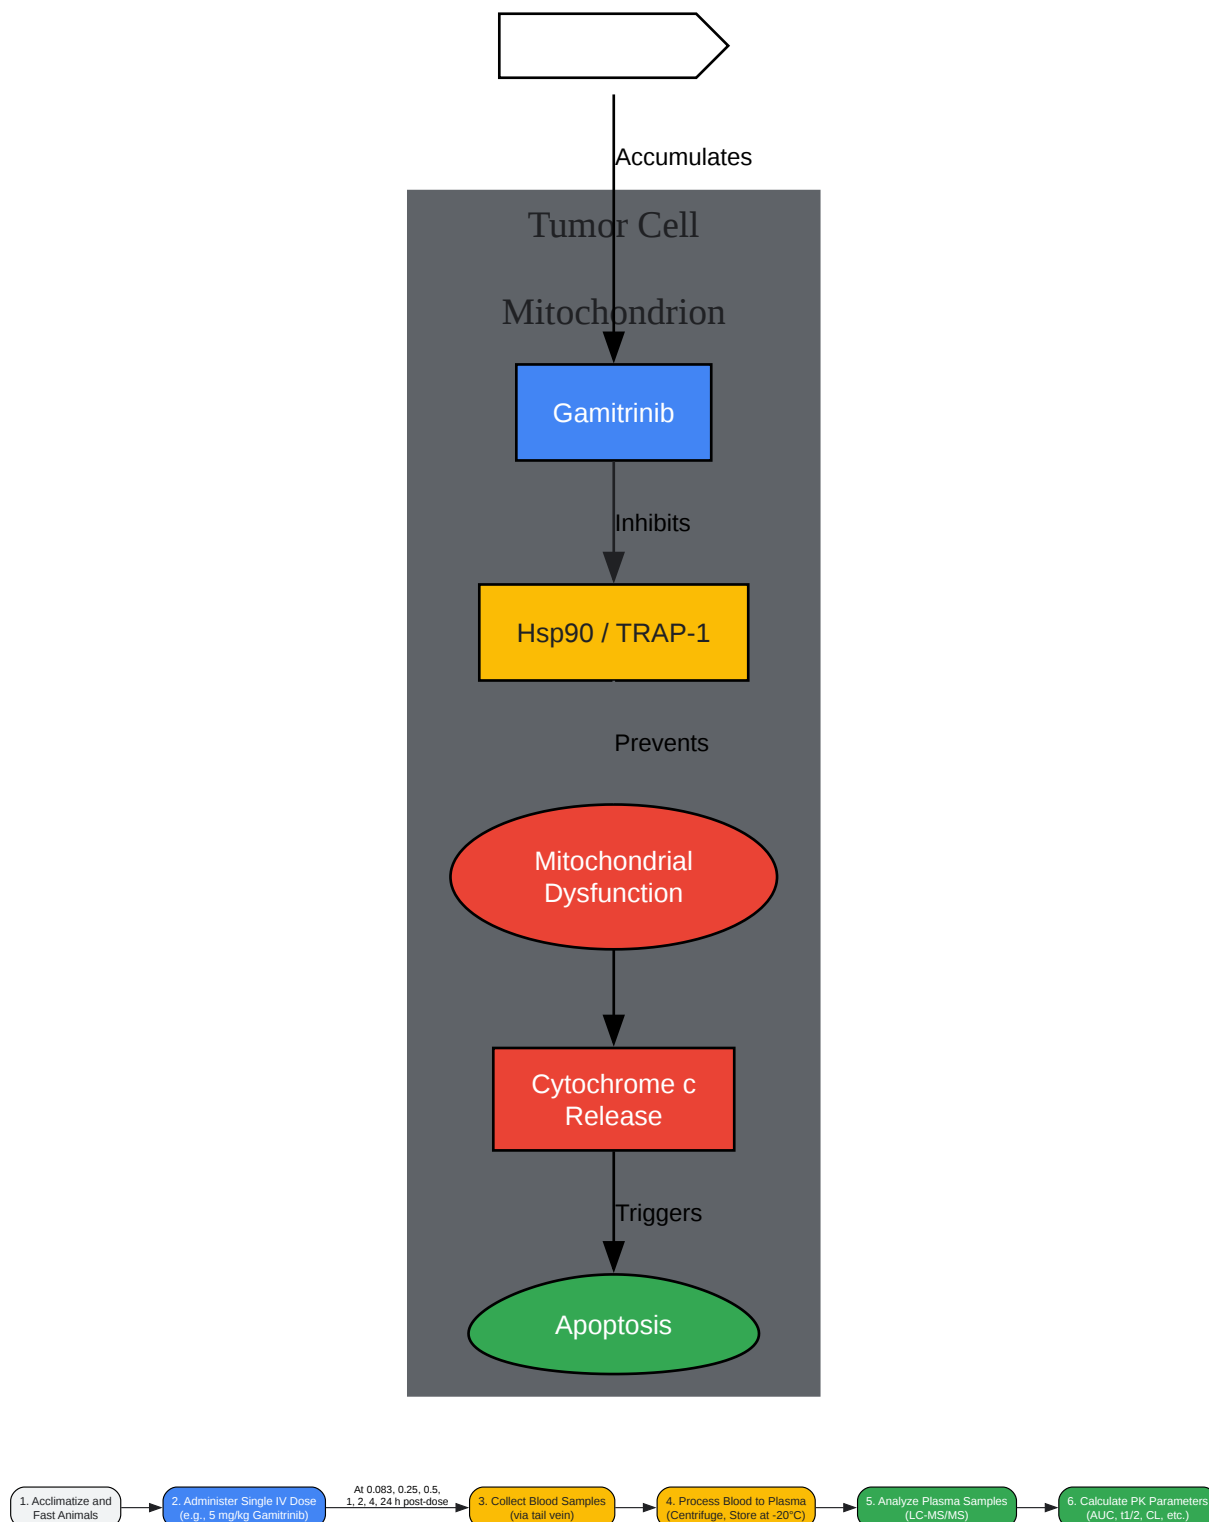 Accumulates
Tumor Cell
Mitochondrion
Gamitrinib
Inhibits
Hsp90 / TRAP-1
Prevents
Mitochondrial
Dysfunction
Cytochrome c
Release
Triggers
Apoptosis
1. Acclimatize and
Fast Animals
2. Administer Single IV Dose
(e.g., 5 mg/kg Gamitrinib)
At 0.083, 0.25, 0.5,
1, 2, 4, 24 h post-dose
3. Collect Blood Samples
(via tail vein)
4. Process Blood to Plasma
(Centrifuge, Store at -20°C)
5. Analyze Plasma Samples
(LC-MS/MS)
6. Calculate PK Parameters
(AUC, t1/2, CL, etc.)